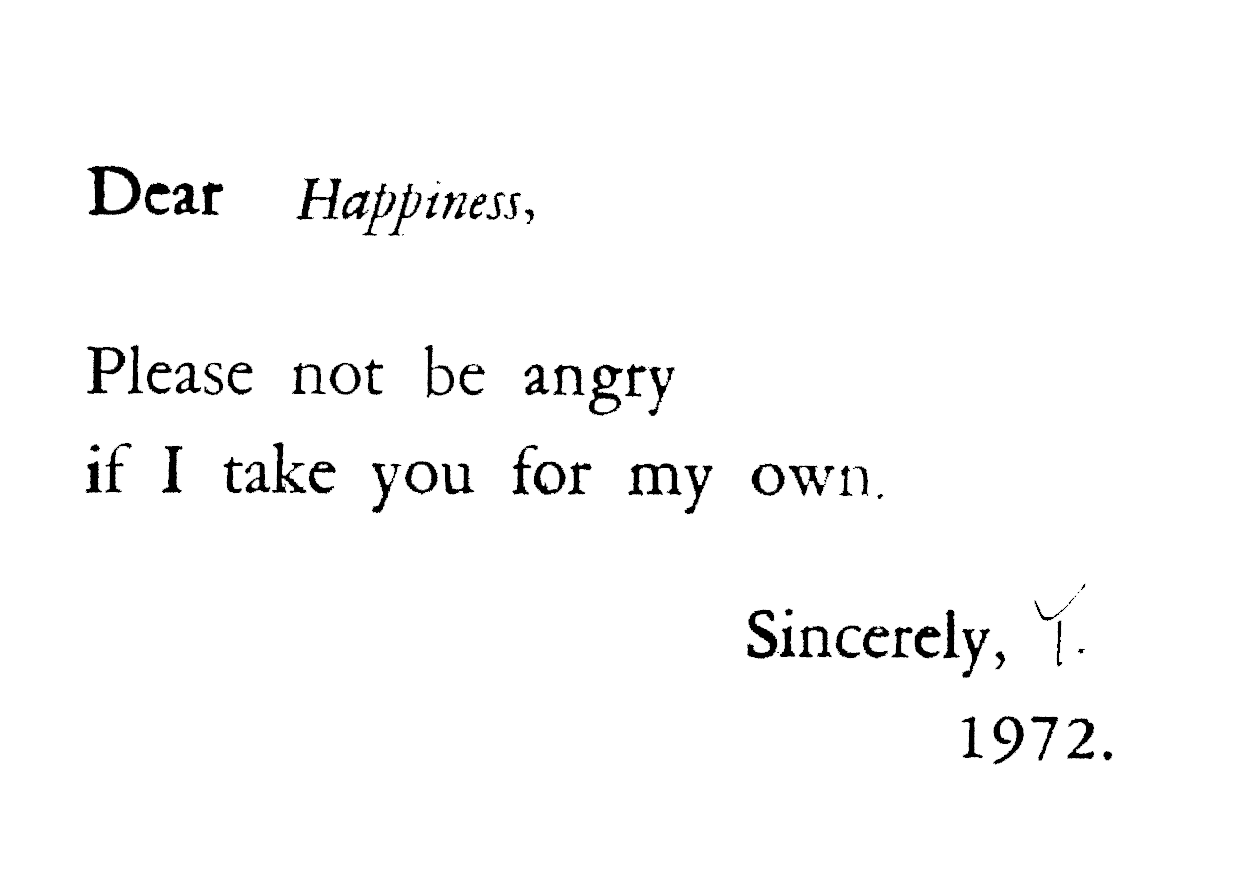 Dear Happiness,
Please not be angry
if I take you for my own.
Sincerely, Y.
1972.